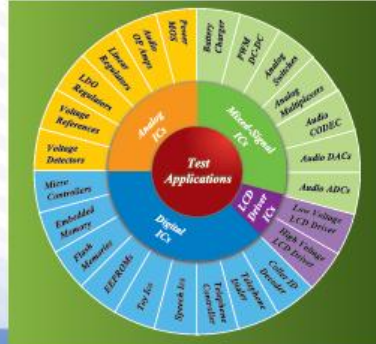 Test
Applications
Analog
ICs
Mixed-Signal
ICs
LCD
Driver
ICs
Digital
ICs
Power
MOS
Audio
OP Amps
Linear
Regulators
LDO
Regulators
Voltage
References
Voltage
Detectors
Battery
Charger
PWM
DC-DC
Analog
Switches
Analog
Multiplexers
Audio
CODEC
Audio DACs
Audio ADCs
Low Voltage
LCD Driver
High Voltage
LCD Driver
Caller ID
Decoder
Telephone
Dialer
Telephone
Controller
Speech Ics
Toy Ics
EEPROMs
Flash
Memories
Embedded
Memory
Micro
Controllers